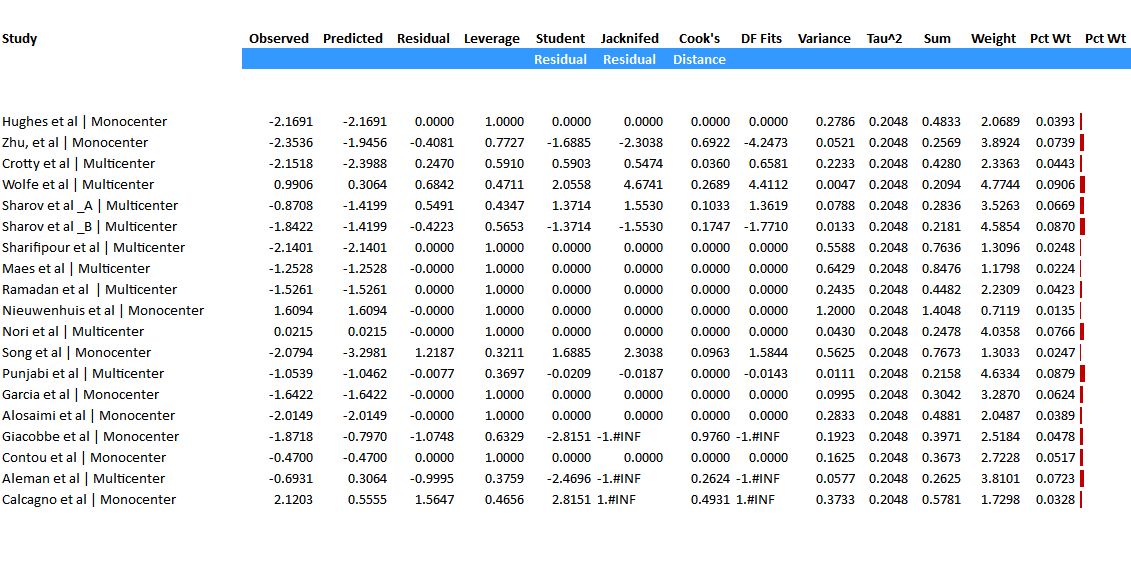 Study Observed Predicted Residual Leverage Student Jacknifed Cook's DF Fits Variance Tau^2 Sum Weight Pct Wt Pct Wt
Residual Residual Distance
Hughes et al | Monocenter -2.1691 -2.1691 0.0000 1.0000 0.0000 0.0000 0.0000 0.0000 0.2786 0.2048 0.4833 2.0689 0.0393
Zhu, et al | Monocenter -2.3536 -1.9456 -0.4081 0.7727 -1.6885 -2.3038 0.6922 -4.2473 0.0521 0.2048 0.2569 3.8924 0.0739
Crotty et al | Multicenter -2.1518 -2.3988 0.2470 0.5910 0.5903 0.5474 0.0360 0.6581 0.2233 0.2048 0.4280 2.3363 0.0443
Wolfe et al | Multicenter 0.9906 0.3064 0.6842 0.4711 2.0558 4.6741 0.2689 4.4112 0.0047 0.2048 0.2094 4.7744 0.0906
Sharov et al _A | Multicenter -0.8708 -1.4199 0.5491 0.4347 1.3714 1.5530 0.1033 1.3619 0.0788 0.2048 0.2836 3.5263 0.0669
Sharov et al _B | Multicenter -1.8422 -1.4199 -0.4223 0.5653 -1.3714 -1.5530 0.1747 -1.7710 0.0133 0.2048 0.2181 4.5854 0.0870
Sharifipour et al | Multicenter -2.1401 -2.1401 0.0000 1.0000 0.0000 0.0000 0.0000 0.0000 0.5588 0.2048 0.7636 1.3096 0.0248
Maes et al | Multicenter -1.2528 -1.2528 -0.0000 1.0000 0.0000 0.0000 0.0000 0.0000 0.6429 0.2048 0.8476 1.1798 0.0224
Ramadan et al | Multicenter -1.5261 -1.5261 0.0000 1.0000 0.0000 0.0000 0.0000 0.0000 0.2435 0.2048 0.4482 2.2309 0.0423
Nieuwenhuis et al | Monocenter 1.6094 1.6094 -0.0000 1.0000 0.0000 0.0000 0.0000 0.0000 1.2000 0.2048 1.4048 0.7119 0.0135
Nori et al | Multicenter 0.0215 0.0215 -0.0000 1.0000 0.0000 0.0000 0.0000 0.0000 0.0430 0.2048 0.2478 4.0358 0.0766
Song et al | Monocenter -2.0794 -3.2981 1.2187 0.3211 1.6885 2.3038 0.0963 1.5844 0.5625 0.2048 0.7673 1.3033 0.0247
Punjabi et al | Multicenter -1.0539 -1.0462 -0.0077 0.3697 -0.0209 -0.0187 0.0000 -0.0143 0.0111 0.2048 0.2158 4.6334 0.0879
Garcia et al | Monocenter -1.6422 -1.6422 -0.0000 1.0000 0.0000 0.0000 0.0000 0.0000 0.0995 0.2048 0.3042 3.2870 0.0624
Alosaimi et al | Monocenter -2.0149 -2.0149 -0.0000 1.0000 0.0000 0.0000 0.0000 0.0000 0.2833 0.2048 0.4881 2.0487 0.0389
Giacobbe et al | Monocenter -1.8718 -0.7970 -1.0748 0.6329 -2.8151 -1.#INF 0.9760 -1.#INF 0.1923 0.2048 0.3971 2.5184 0.0478
Contou et al | Monocenter -0.4700 -0.4700 0.0000 1.0000 0.0000 0.0000 0.0000 0.0000 0.1625 0.2048 0.3673 2.7228 0.0517
Aleman et al | Multicenter -0.6931 0.3064 -0.9995 0.3759 -2.4696 -1.#INF 0.2624 -1.#INF 0.0577 0.2048 0.2625 3.8101 0.0723
Calcagno et al | Monocenter 2.1203 0.5555 1.5647 0.4656 2.8151 1.#INF 0.4931 1.#INF 0.3733 0.2048 0.5781 1.7298 0.0328